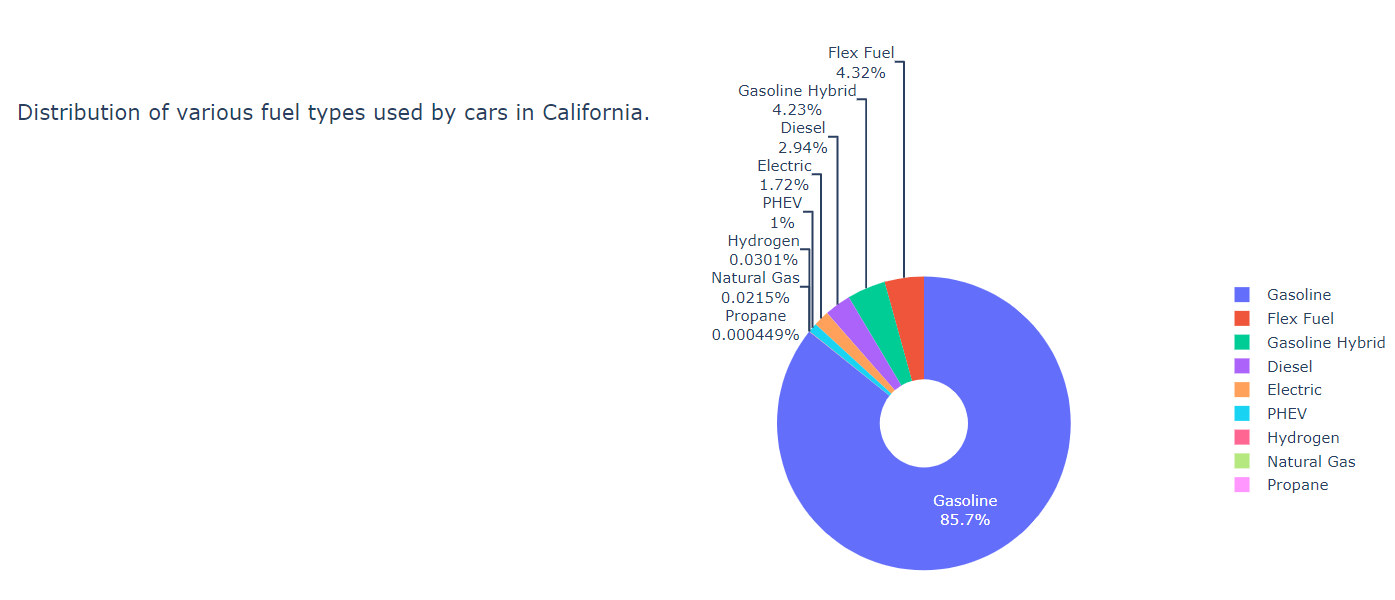 Distribution of various fuel types used by cars in California.
Flex Fuel
4.32%
Gasoline Hybrid
4.23%
Diesel
2.94%
Electric
1.72%
PHEV
1%
Hydrogen
0.0301%
Natural Gas
0.0215%
Propane
0.000449%
Gasoline
85.7%
Gasoline
Flex Fuel
Gasoline Hybrid
Diesel
Electric
PHEV
Hydrogen
Natural Gas
Propane